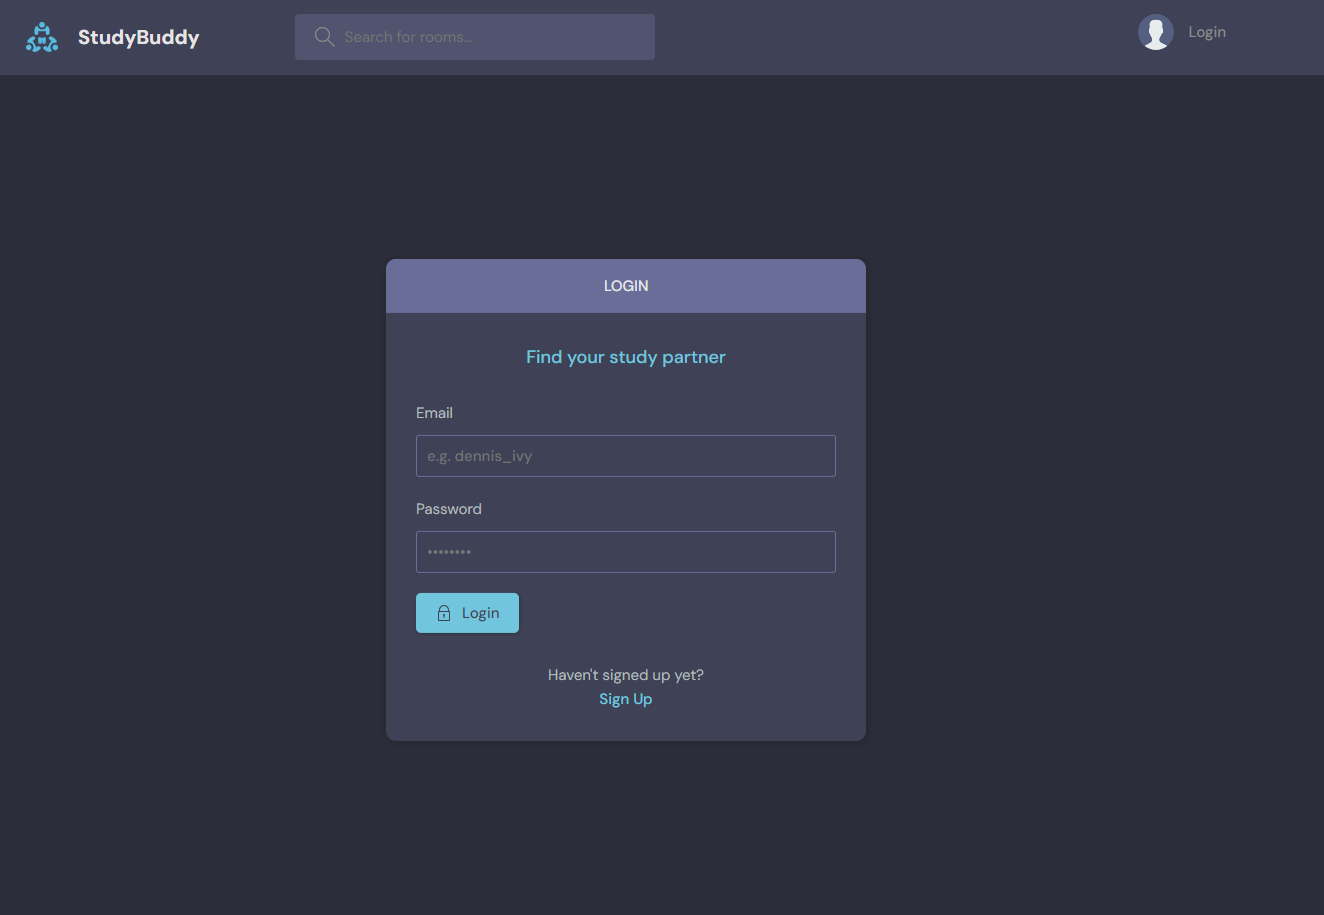 StudyBuddy
Search for rooms...
Login
LOGIN
Find your study partner
Email
e.g. dennis_ivy
Password
••••••••
Login
Haven't signed up yet?
Sign Up